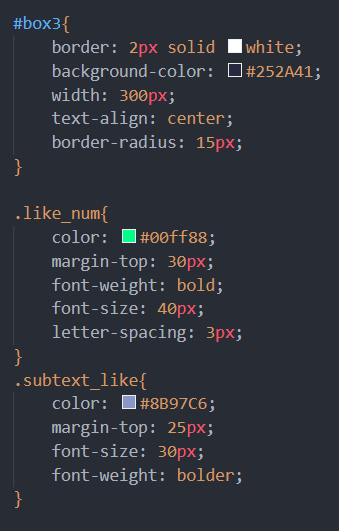 #box3{
    border: 2px solid white;
    background-color: #252A41;
    width: 300px;
    text-align: center;
    border-radius: 15px;
}

.like_num{
    color: #00ff88;
    margin-top: 30px;
    font-weight: bold;
    font-size: 40px;
    letter-spacing: 3px;
}
.subtext_like{
    color: #8B97C6;
    margin-top: 25px;
    font-size: 30px;
    font-weight: bolder;
}